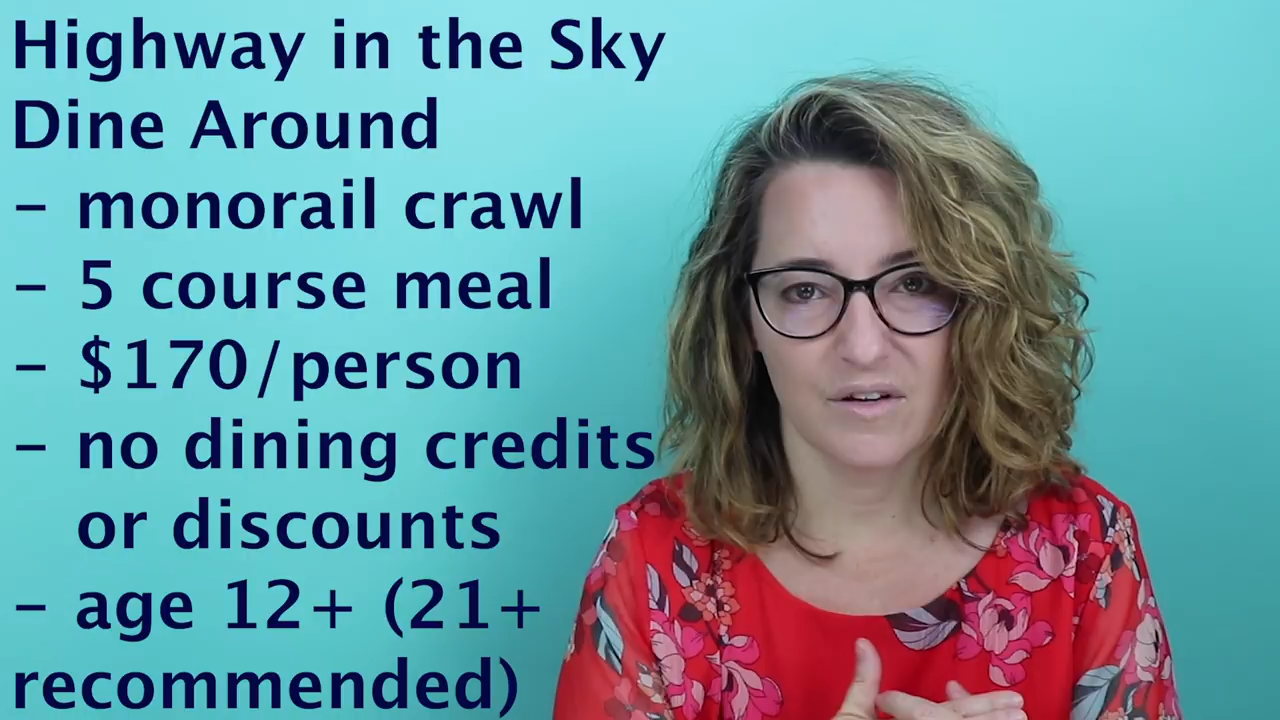 Highway in the Sky
Dine Around
- monorail crawl
- 5 course meal
- $170/person
- no dining credits
or discounts
- age 12+ (21+
recommended)